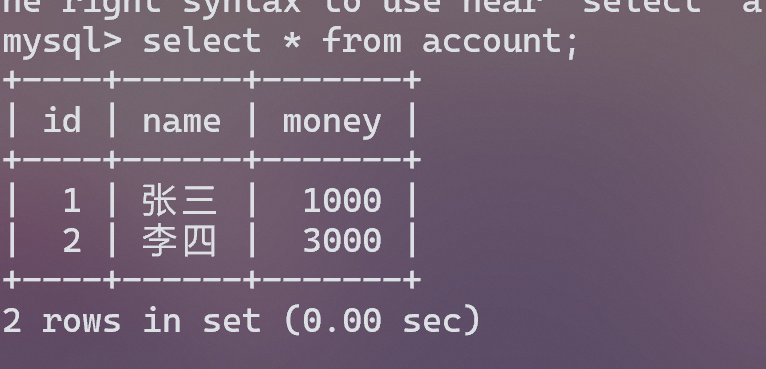 he right syntax to use near 'select' a
mysql> select * from account;
+----+------+-------+
| id | name | money |
+----+------+-------+
|  1 | 张三 |  1000 |
|  2 | 李四 |  3000 |
+----+------+-------+
2 rows in set (0.00 sec)